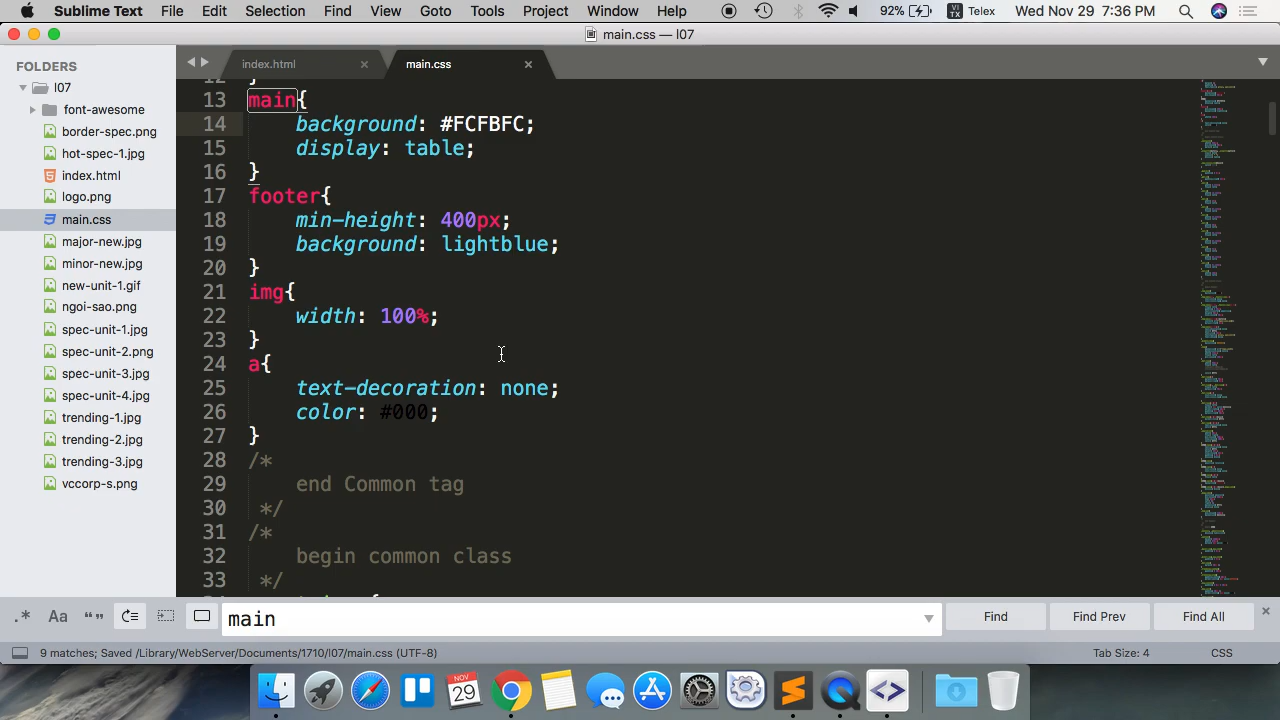 Sublime Text File Edit Selection Find View Goto Tools Project Window Help 92% VI TX Telex Wed Nov 29 7:36 PM
main.css — l07
FOLDERS
l07
font-awesome
border-spec.png
hot-spec-1.jpg
index.html
logo.png
main.css
major-new.jpg
minor-new.jpg
new-unit-1.gif
ngoi-sao.png
spec-unit-1.jpg
spec-unit-2.png
spec-unit-3.jpg
spec-unit-4.jpg
trending-1.jpg
trending-2.jpg
trending-3.jpg
vccorp-s.png
index.html main.css
13 main{
14 background: #FCFBFC;
15 display: table;
16 }
17 footer{
18 min-height: 400px;
19 background: lightblue;
20 }
21 img{
22 width: 100%;
23 }
24 a{
25 text-decoration: none;
26 color: #000;
27 }
28 /*
29 end Common tag
30 */
31 /*
32 begin common class
33 */
.* Aa “” main Find Find Prev Find All
9 matches; Saved /Library/WebServer/Documents/1710/l07/main.css (UTF-8) Tab Size: 4 CSS
NOV
29